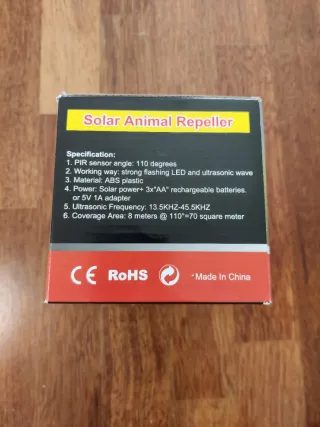 Solar Animal Repeller
Specification:
1. PIR sensor angle: 110 degrees
2. Working way: strong flashing LED and ultrasonic wave
3. Material: ABS plastic
4. Power: Solar power+ 3x"AA" rechargeable batteries.
or 5V 1A adapter
5. Ultrasonic Frequency: 13.5KHZ-45.5KHZ
6. Coverage Area: 8 meters @ 110°=70 square meter
CE RoHS *Made In China